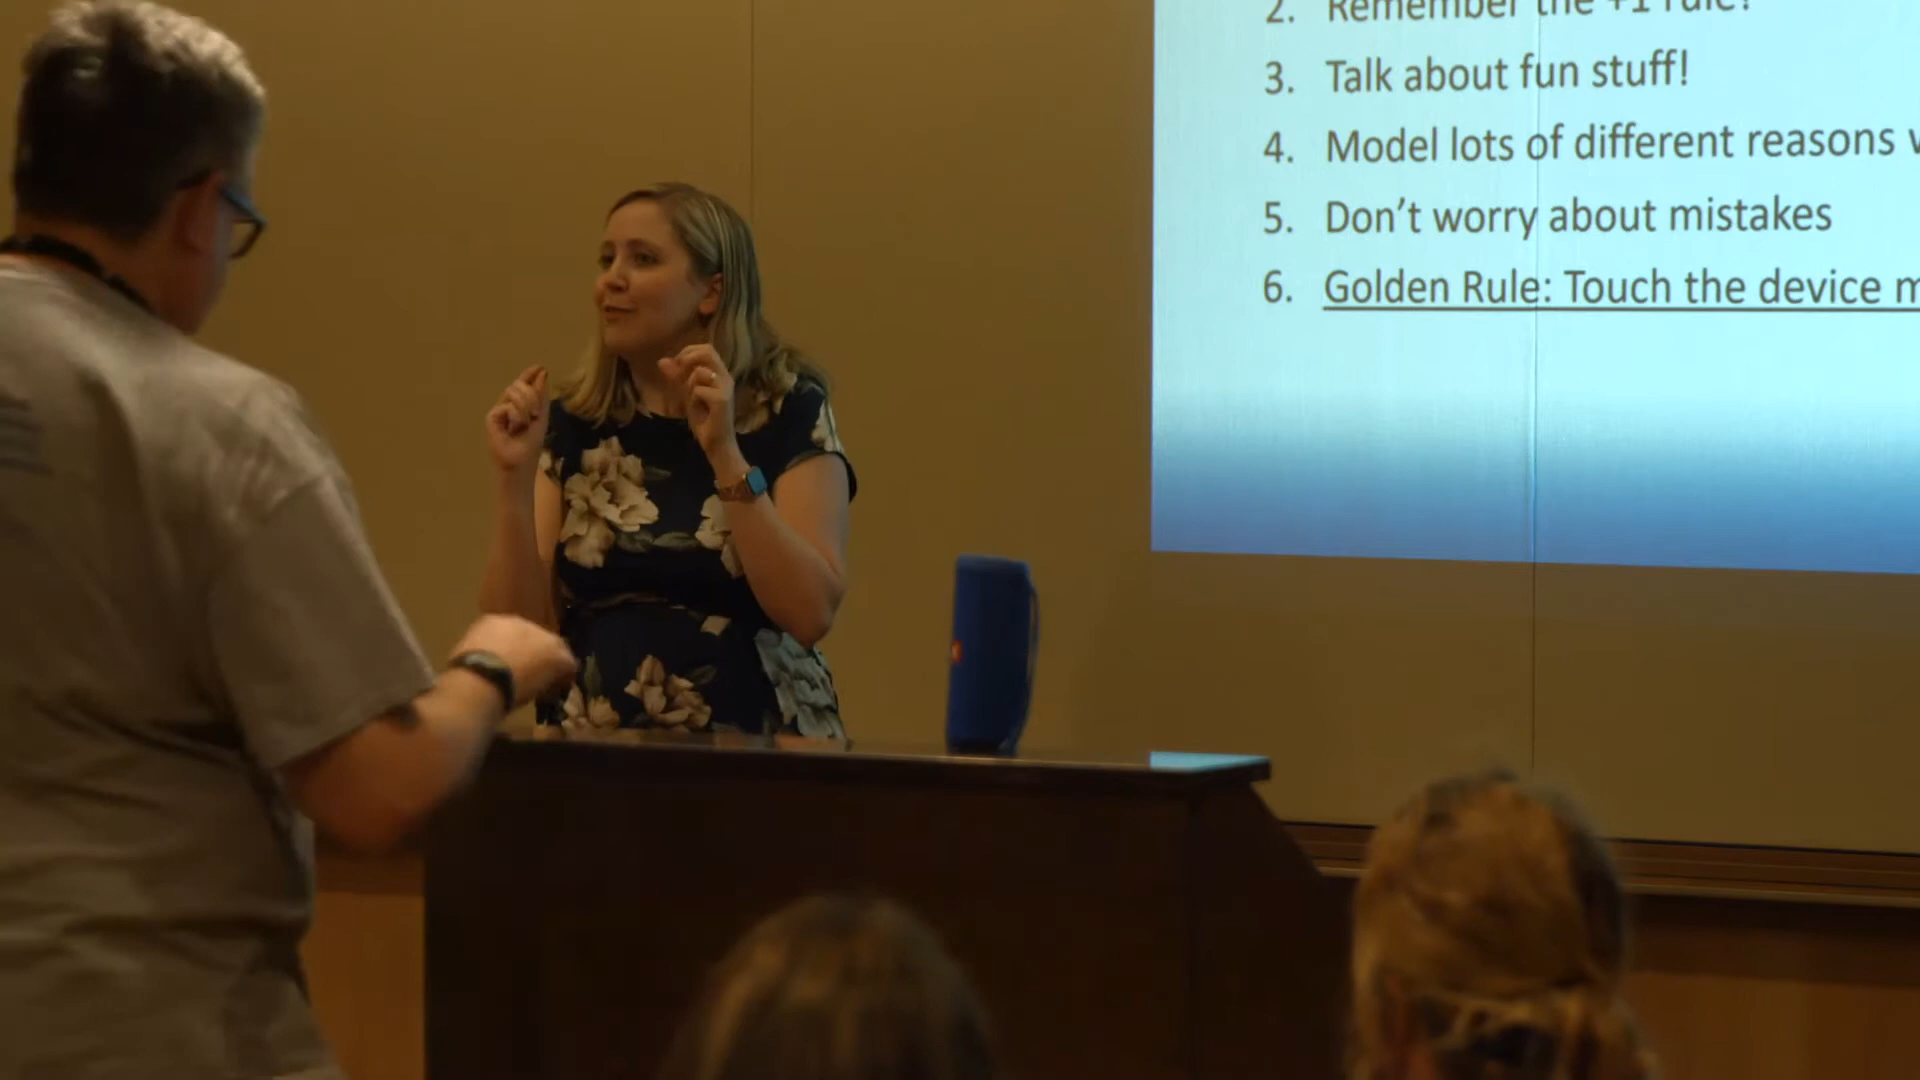 2. Remember the +1 rule!
3. Talk about fun stuff!
4. Model lots of different reasons
5. Don't worry about mistakes
6. Golden Rule: Touch the device